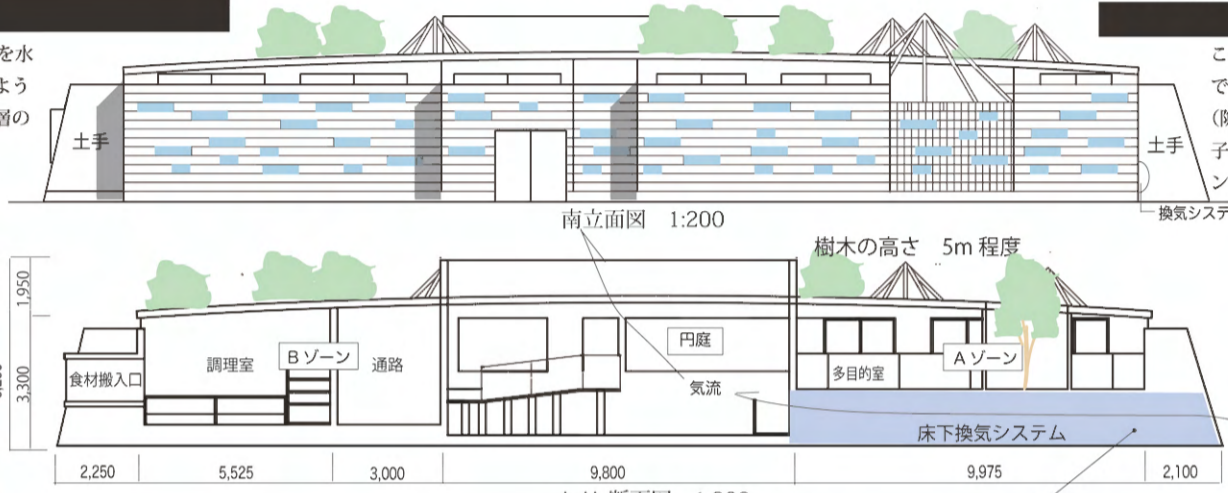 を水
よう
層の
土手
土手
こ
で
子
ン
換気システ
南立面図 1:200
樹木の高さ 5m 程度
1,950
3,300
食材搬入口
調理室
Bゾーン
通路
円庭
気流
多目的室
Aゾーン
床下換気システム
2,250
5,525
3,000
9,800
9,975
2,100